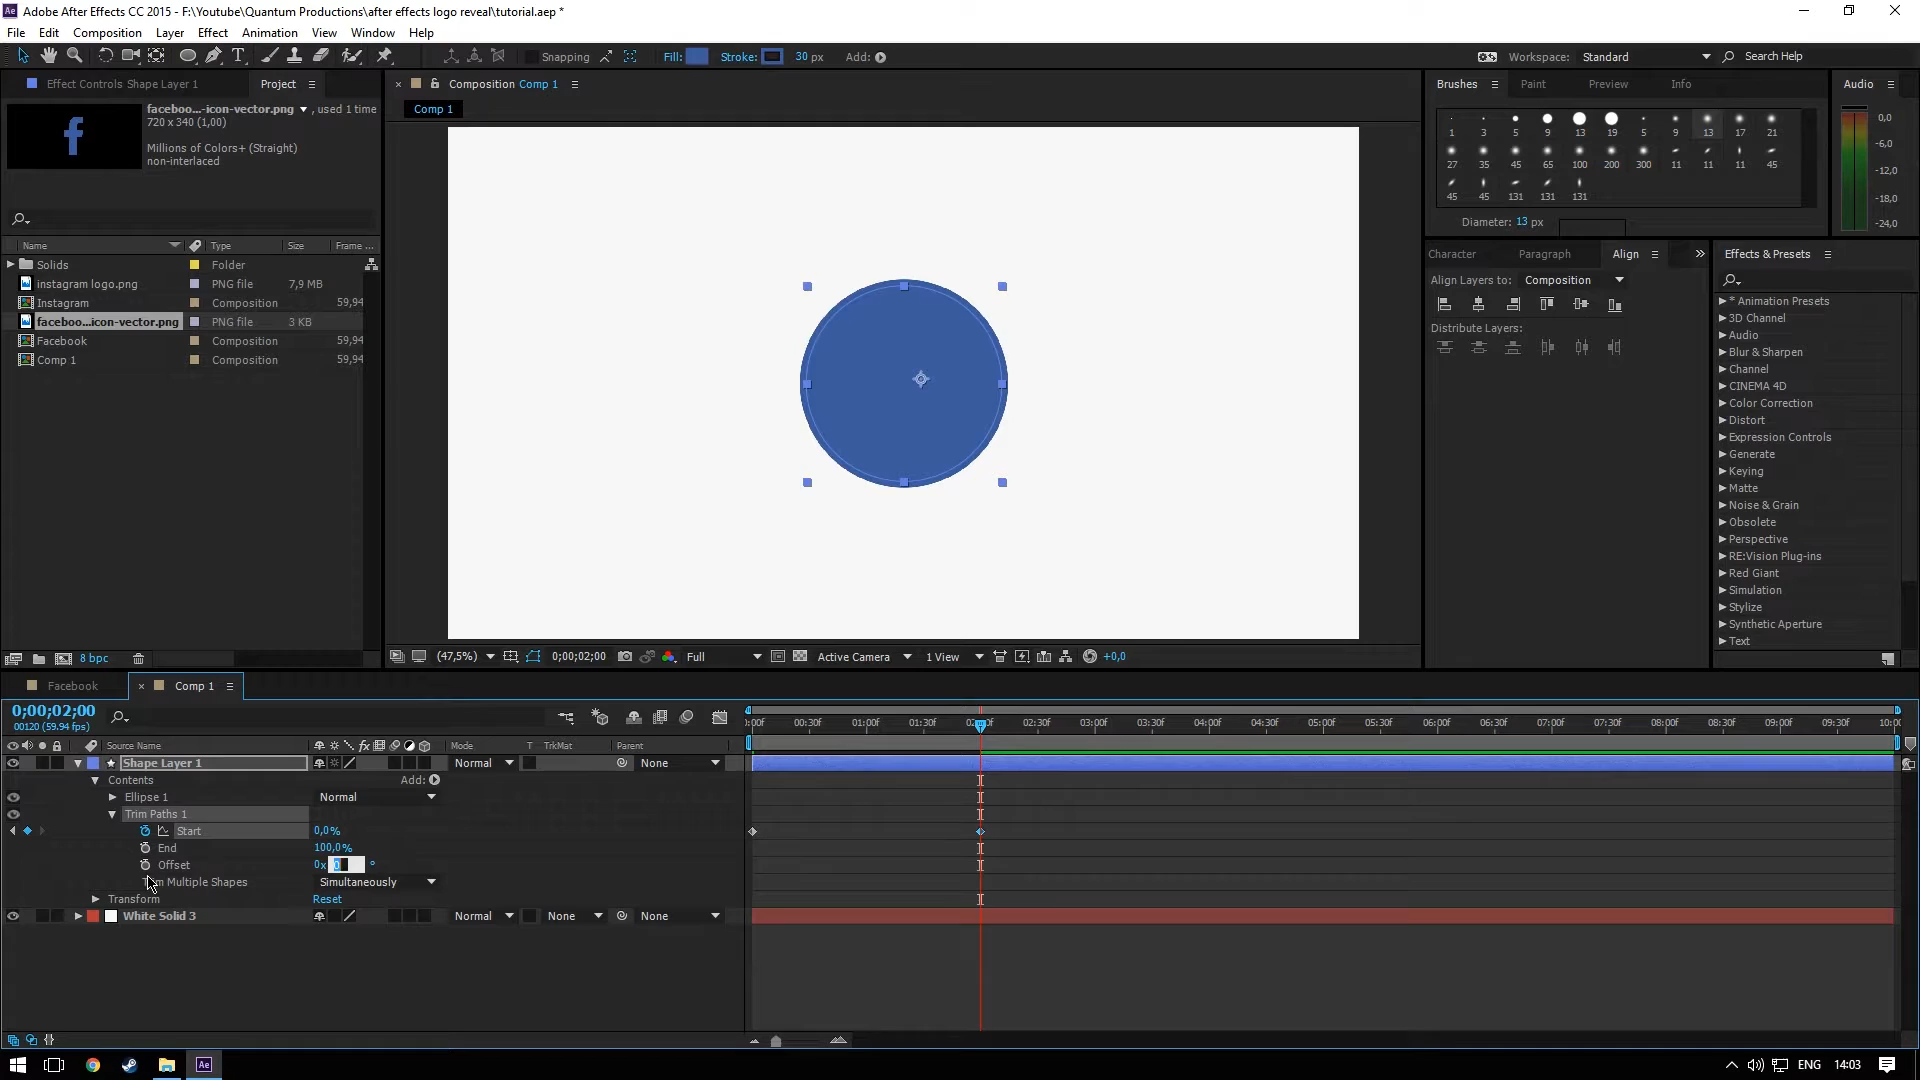 Adobe After Effects CC 2015 - F:\Youtube\Quantum Productions\after effects logo reveal\tutorial.aep *
File Edit Composition Layer Effect Animation View Window Help
Snapping Fill: Stroke: 30 px Add: Workspace: Standard Search Help
Effect Controls Shape Layer 1 Project
faceboo...-icon-vector.png , used 1 time
720 x 340 (1,00)
Millions of Colors+ (Straight)
non-interlaced
Name Type Size Frame ...
Solids Folder
instagram logo.png PNG file 7,9 MB
Instagram Composition 59,94
faceboo...icon-vector.png PNG file 3 KB
Facebook Composition 59,94
Comp 1 Composition 59,94
8 bpc
Composition Comp 1
Comp 1
(47,5%) 0;00;02;00 Full Active Camera 1 View +0,0
Brushes Paint Preview Info
1 3 5 9 13 19 5 9 13 17 21
27 35 45 65 100 200 300 11 11 11 45
45 45 131 131 131
Diameter: 13 px
Audio
0,0
-6,0
-12,0
-18,0
-24,0
Character Paragraph Align
Align Layers to: Composition
Distribute Layers:
Effects & Presets
* Animation Presets
3D Channel
Audio
Blur & Sharpen
Channel
CINEMA 4D
Color Correction
Distort
Expression Controls
Generate
Keying
Matte
Noise & Grain
Obsolete
Perspective
RE:Vision Plug-ins
Red Giant
Simulation
Stylize
Synthetic Aperture
Text
Facebook Comp 1
0;00;02;00
00120 (59.94 fps)
Source Name Mode T TrkMat Parent
Shape Layer 1 Normal None
Contents Add:
Ellipse 1 Normal
Trim Paths 1
Start 0,0%
End 100,0%
Offset 0x °
Multiple Shapes Simultaneously
Transform Reset
White Solid 3 Normal None None
00:30f 01:00f 01:30f 02:30f 03:00f 03:30f 04:00f 04:30f 05:00f 05:30f 06:00f 06:30f 07:00f 07:30f 08:00f 08:30f 09:00f 09:30f 10:00
ENG 14:03